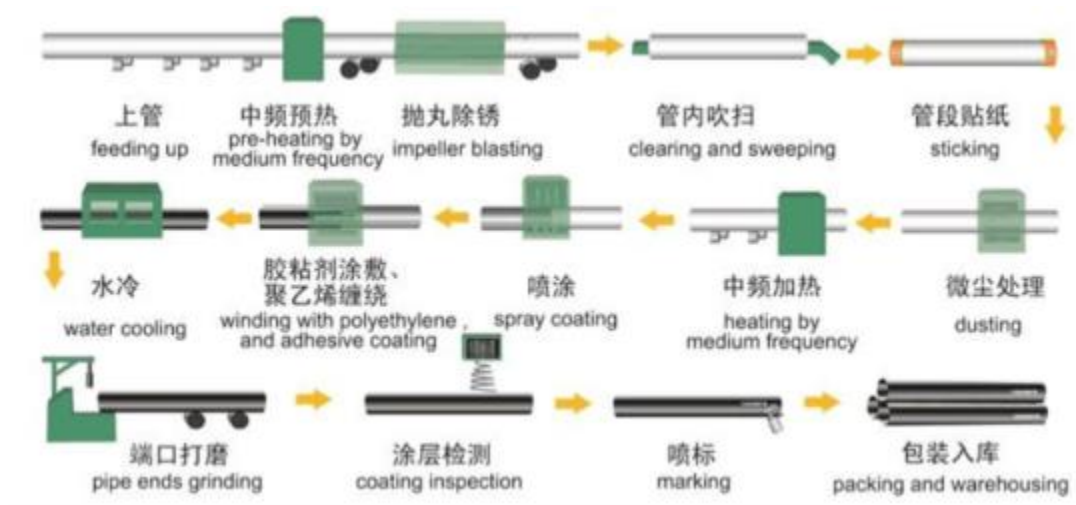 上管
feeding up
中频预热
pre-heating by
medium frequency
抛丸除锈
impeller blasting
管内吹扫
clearing and sweeping
管段贴纸
sticking
水冷
water cooling
胶粘剂涂敷、
聚乙烯缠绕
winding with polyethylene ,
and adhesive coating
喷涂
spray coating
中频加热
heating by
medium frequency
微尘处理
dusting
端口打磨
pipe ends grinding
涂层检测
coating inspection
喷标
marking
包装入库
packing and warehousing